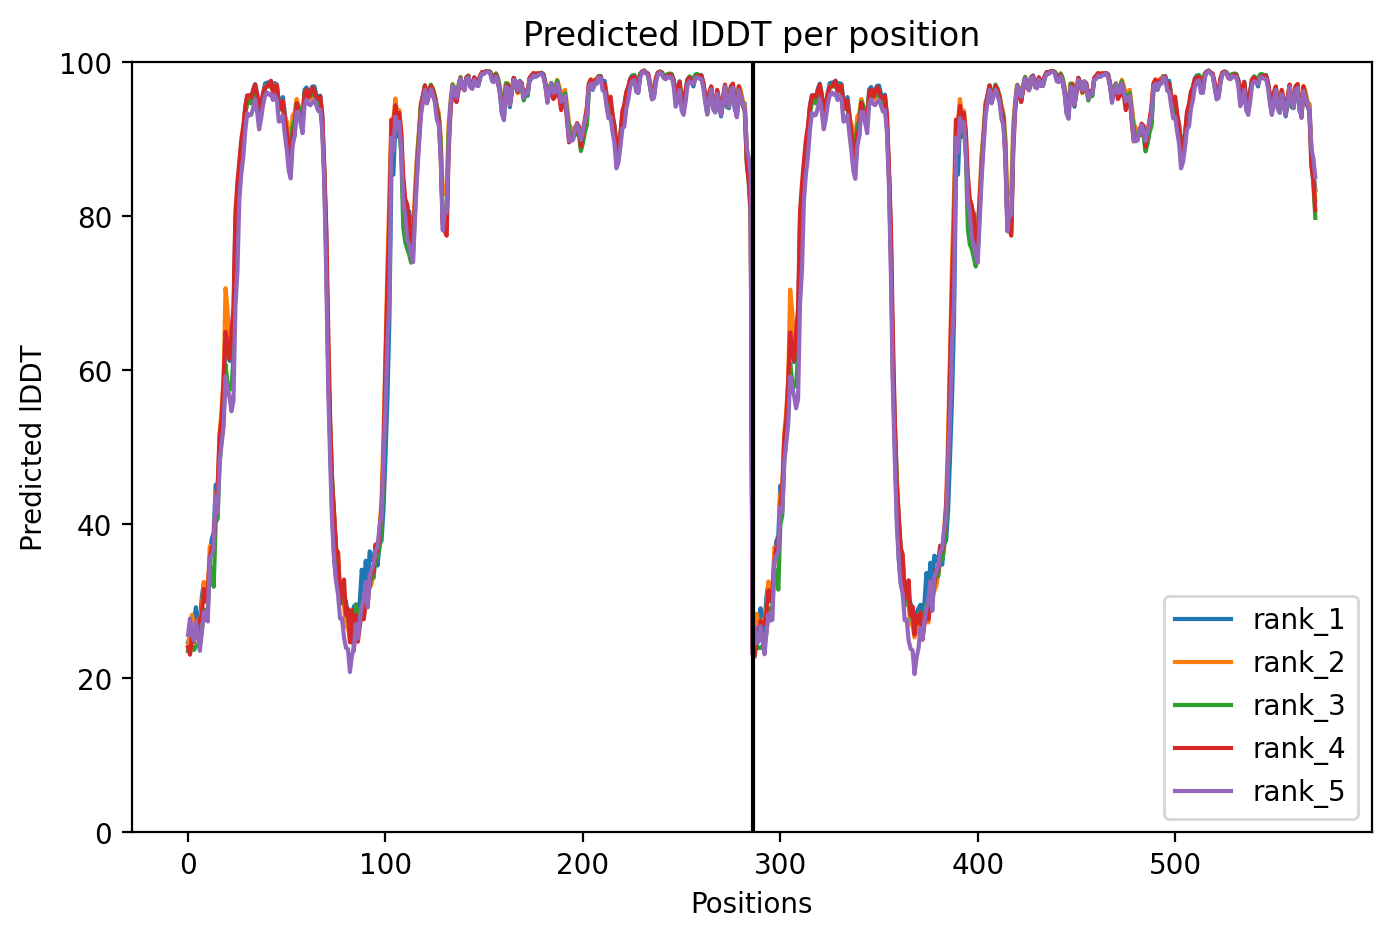 Predicted lDDT per position
Predicted lDDT
100
80
60
40
20
0
0 100 200 300 400 500
Positions
rank_1
rank_2
rank_3
rank_4
rank_5